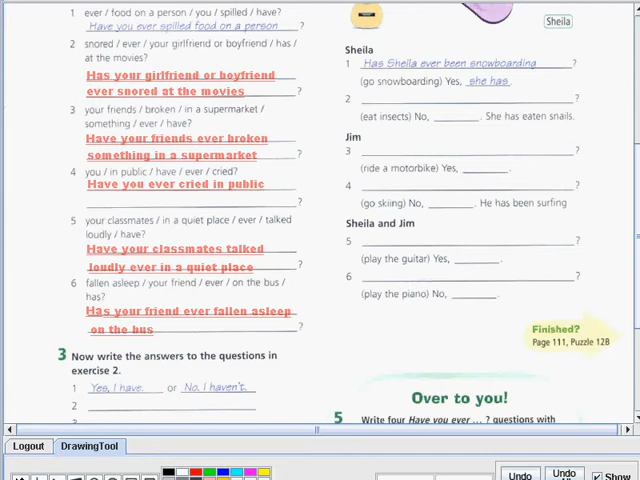 1 ever / food on a person / you / spilled / have?
Have you ever spilled food on a person ?
2 snored / ever / your girlfriend or boyfriend / has /
at the movies?
Has your girlfriend or boyfriend
ever snored at the movies ?
3 your friends / broken / in a supermarket /
something / ever / have?
Have your friends ever broken
something in a supermarket ?
4 you / in public / have / ever / cried?
Have you ever cried in public
?
5 your classmates / in a quiet place / ever / talked
loudly / have?
Have your classmates talked
loudly ever in a quiet place ?
6 fallen asleep / your friend / ever / on the bus /
has?
Has your friend ever fallen asleep
on the bus ?
3 Now write the answers to the questions in
exercise 2.
1 Yes, I have. or No, I haven't.
2
Sheila
Sheila
1 Has Sheila ever been snowboarding ?
(go snowboarding) Yes, she has.
2 ?
(eat insects) No, ________. She has eaten snails.
Jim
3 ?
(ride a motorbike) Yes, ________.
4 ?
(go skiing) No, ________. He has been surfing
Sheila and Jim
5 ?
(play the guitar) Yes, ________.
6 ?
(play the piano) No, ________.
Finished?
Page 111, Puzzle 12B
Over to you!
5 Write four Have you ever ... ? questions with
Logout DrawingTool
Undo Undo Show